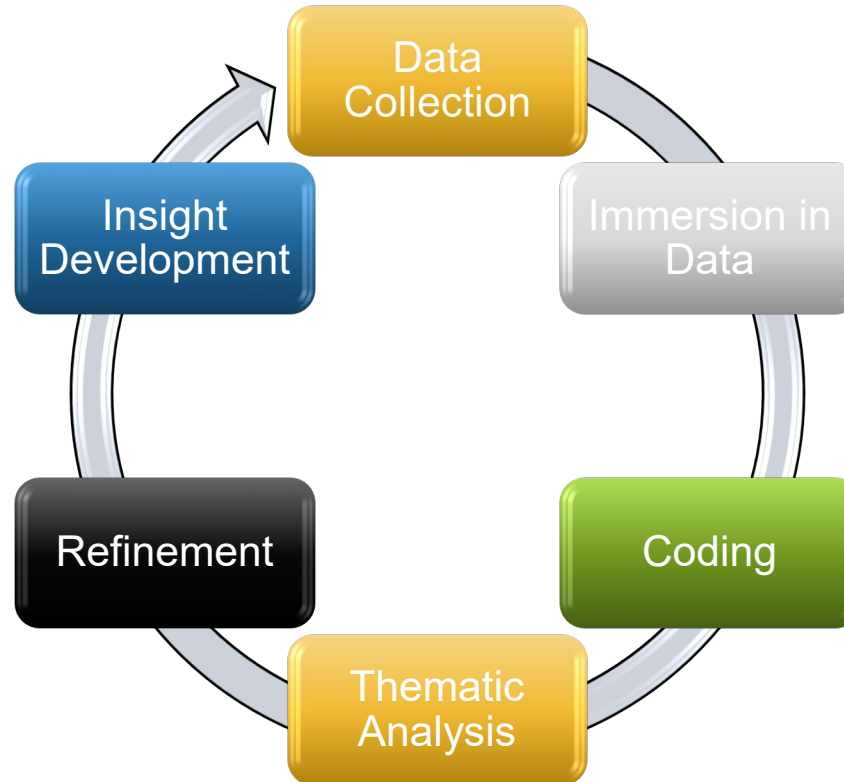 Data
Collection
Immersion in
Data
Coding
Thematic
Analysis
Refinement
Insight
Development